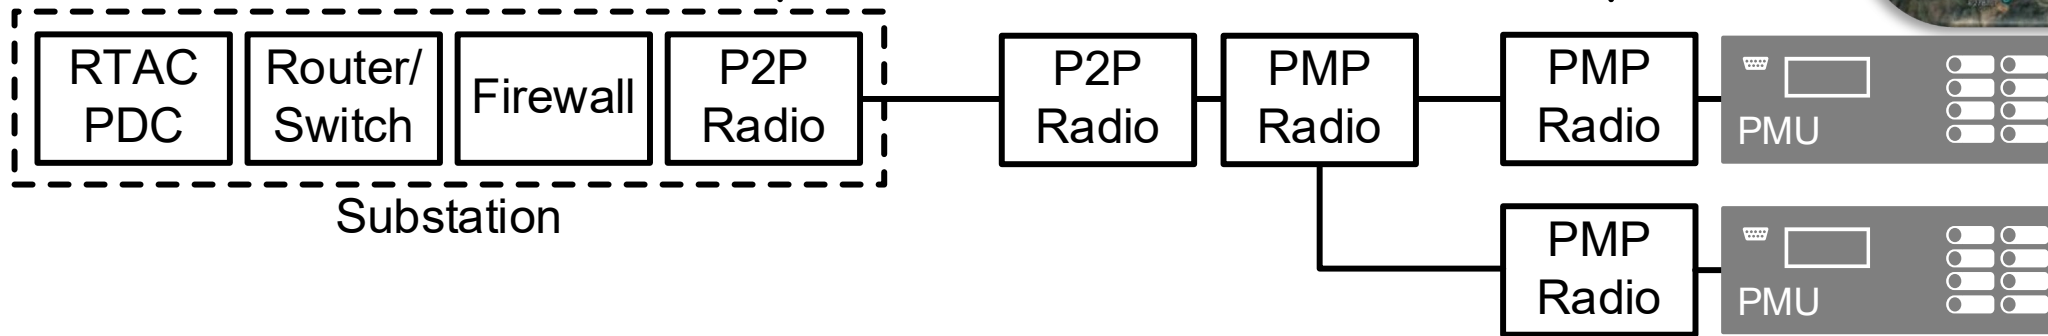 RTAC
PDC
Router/
Switch
Firewall
P2P
Radio
P2P
Radio
PMP
Radio
PMP
Radio
PMU
Substation
PMP
Radio
PMU